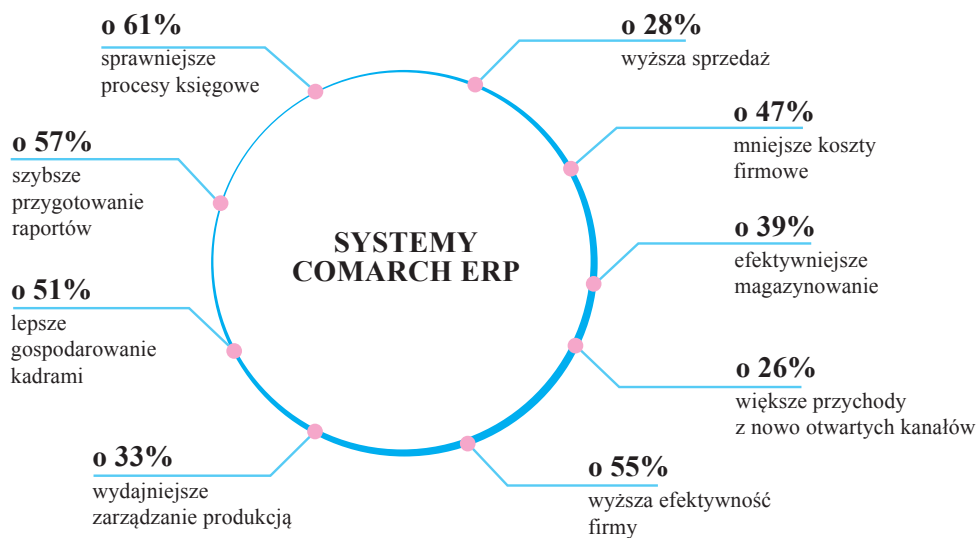 o 61%
sprawniejsze
procesy księgowe
o 28%
wyższa sprzedaż
o 47%
mniejsze koszty
firmowe
o 57%
szybsze
przygotowanie
raportów
SYSTEMY
COMARCH ERP
o 39%
efektywniejsze
magazynowanie
o 51%
lepsze
gospodarowanie
kadrami
o 26%
większe przychody
z nowo otwartych kanałów
o 33%
wydajniejsze
zarządzanie produkcją
o 55%
wyższa efektywność
firmy